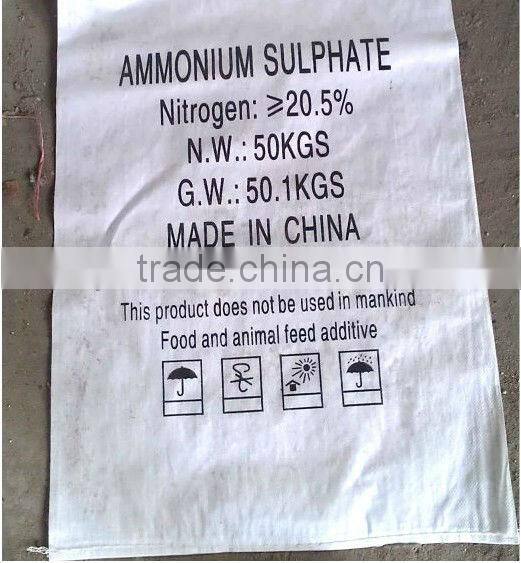 AMMONIUM SULPHATE
Nitrogen: ≥20.5%
N.W.: 50KGS
G.W.: 50.1KGS
MADE IN CHINA
trade.china.cn
This product does not be used in mankind
Food and animal feed additive